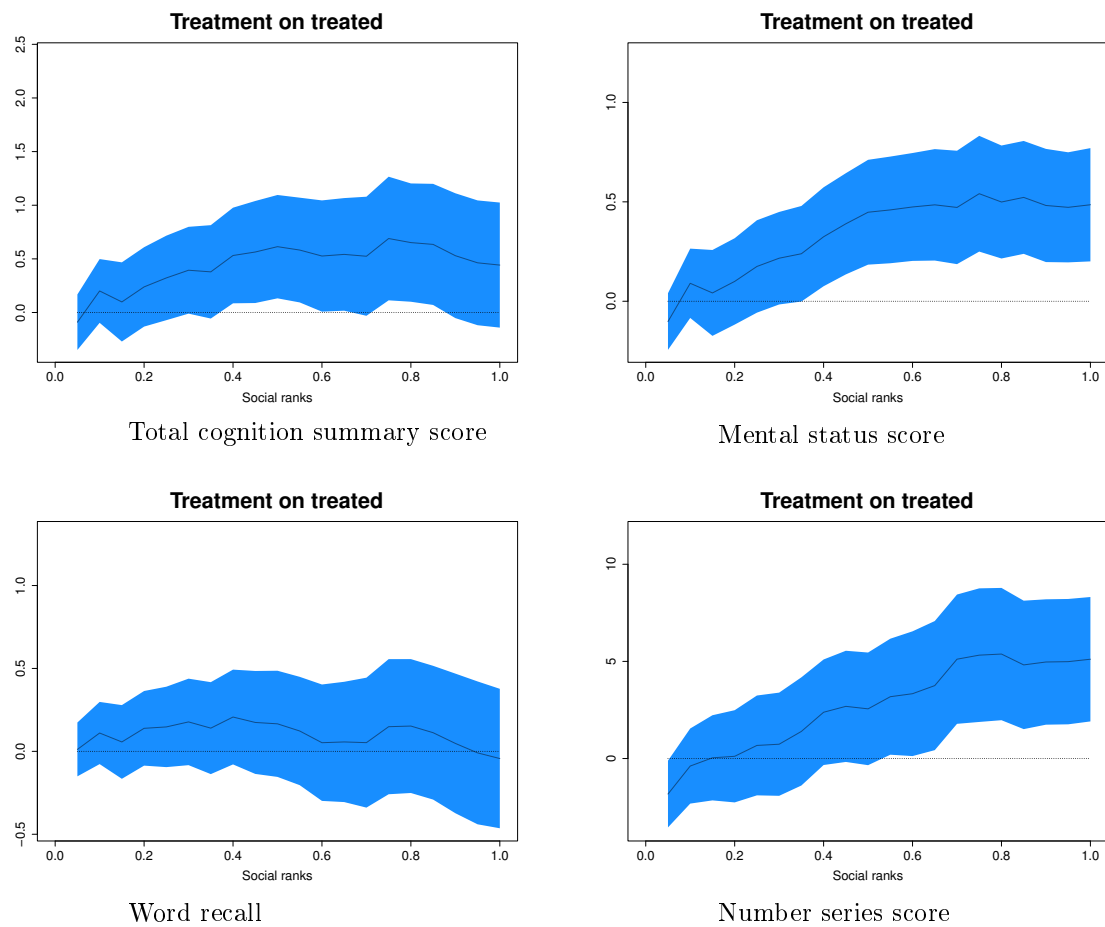 Treatment on treated
2.5
2.0
1.5
1.0
0.5
0.0
0.0 0.2 0.4 0.6 0.8 1.0
Social ranks
Total cognition summary score
Treatment on treated
1.0
0.5
0.0
0.0 0.2 0.4 0.6 0.8 1.0
Social ranks
Mental status score
Treatment on treated
1.0
0.5
0.0
−0.5
0.0 0.2 0.4 0.6 0.8 1.0
Social ranks
Word recall
Treatment on treated
10
5
0
0.0 0.2 0.4 0.6 0.8 1.0
Social ranks
Number series score